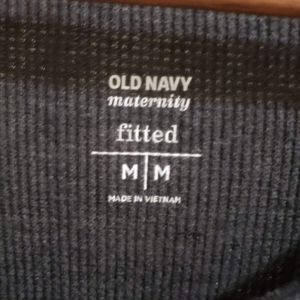 OLD NAVY
maternity
fitted
M | M
MADE IN VIETNAM